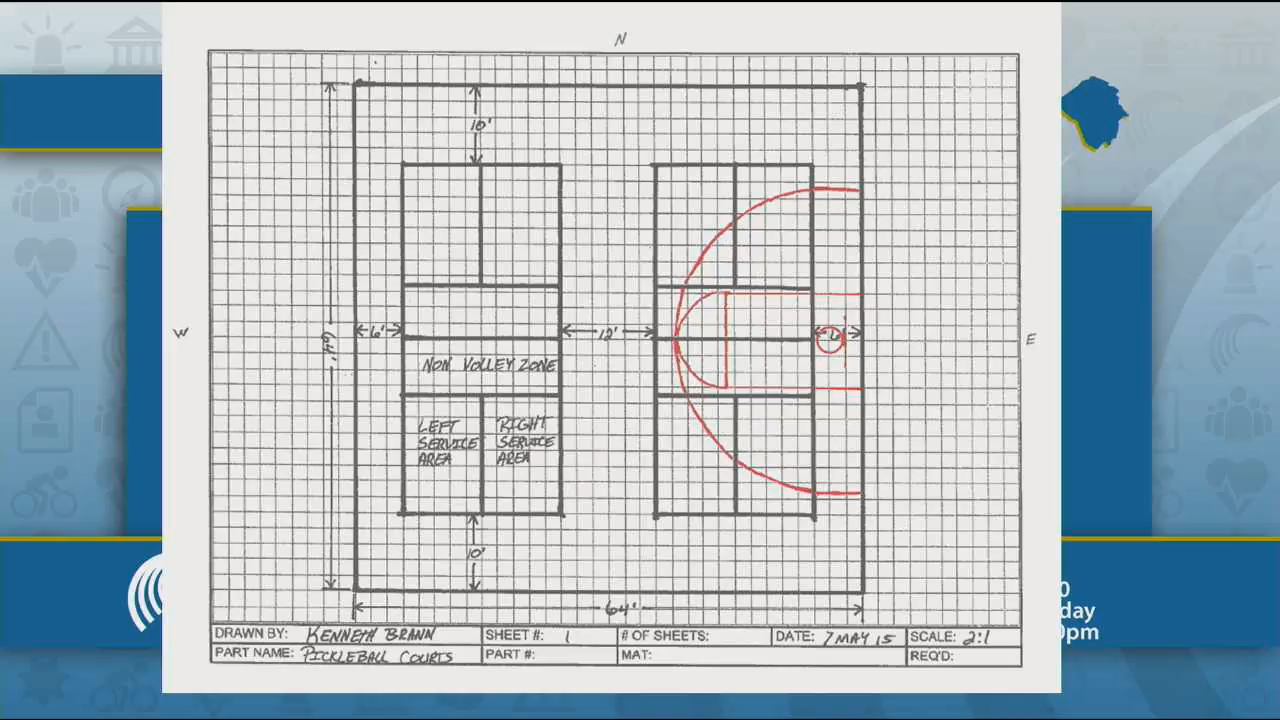 N
10'
W
64'
6'
12'
6'
E
NON VOLLEY ZONE
LEFT
SERVICE
AREA
RIGHT
SERVICE
AREA
10'
64'
DRAWN BY: KENNETH BRANN
SHEET #: 1
# OF SHEETS:
DATE: 7 MAY 15
SCALE: 2:1
PART NAME: PICKLEBALL COURTS
PART #:
MAT:
REQ'D:
0
day
0pm